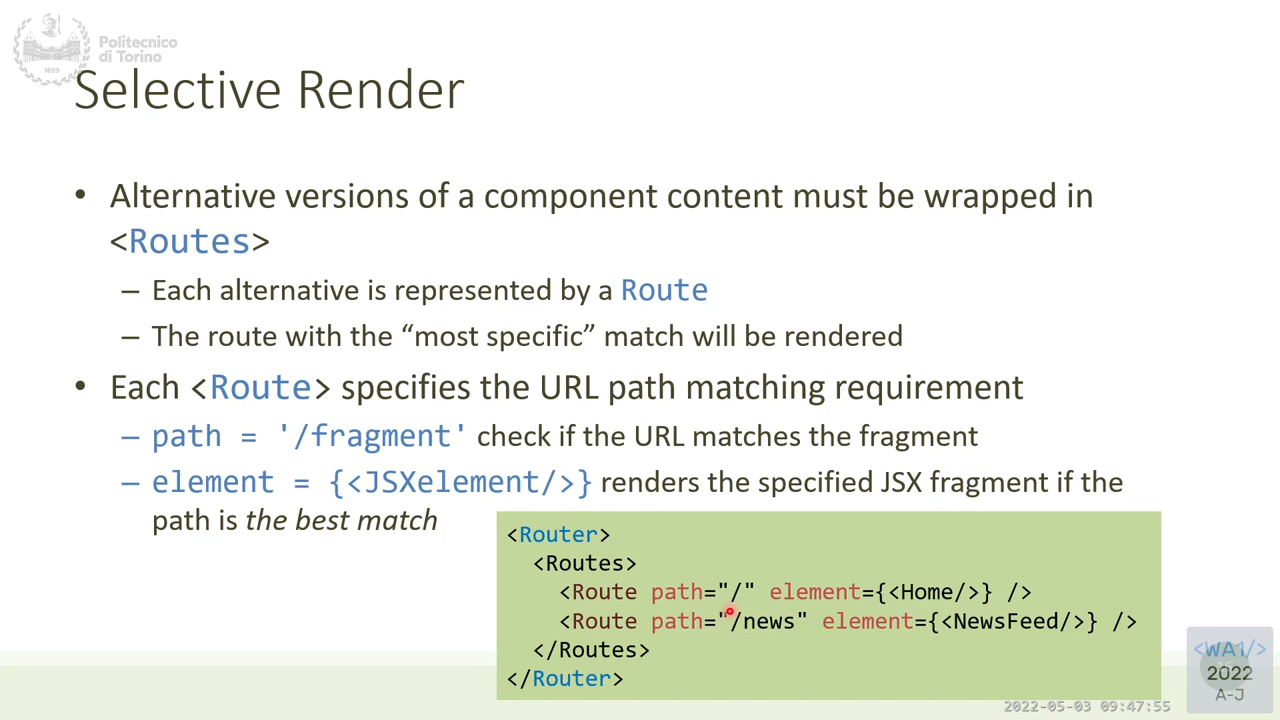 Politecnico
di Torino
1859
Selective Render
• Alternative versions of a component content must be wrapped in
<Routes>
– Each alternative is represented by a Route
– The route with the “most specific” match will be rendered
• Each <Route> specifies the URL path matching requirement
– path = '/fragment' check if the URL matches the fragment
– element = {<JSXelement/>} renders the specified JSX fragment if the
path is the best match
<Router>
<Routes>
<Route path="/" element={<Home/>} />
<Route path="/news" element={<NewsFeed/>} />
</Routes>
</Router>
<WA1/>
2022
A-J
2022-05-03 09:47:55